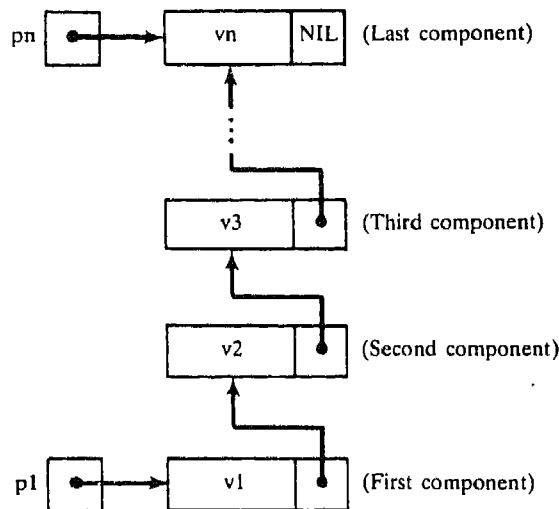 pn vn NIL (Last component)
v3 (Third component)
v2 (Second component)
p1 v1 (First component)